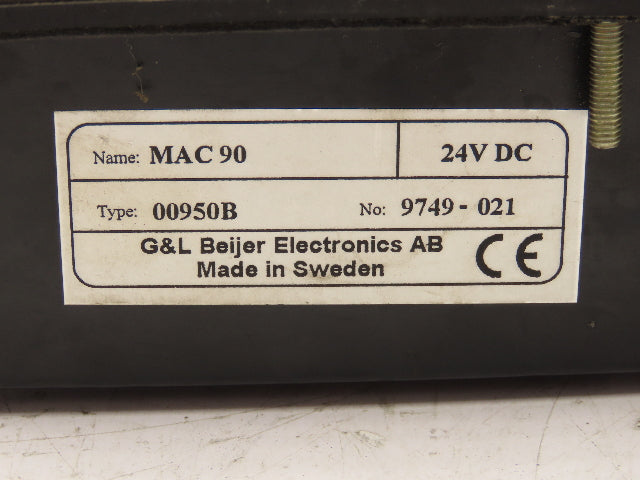 Name: MAC 90 24V DC
Type: 00950B No: 9749-021
G&L Beijer Electronics AB
Made in Sweden
CE